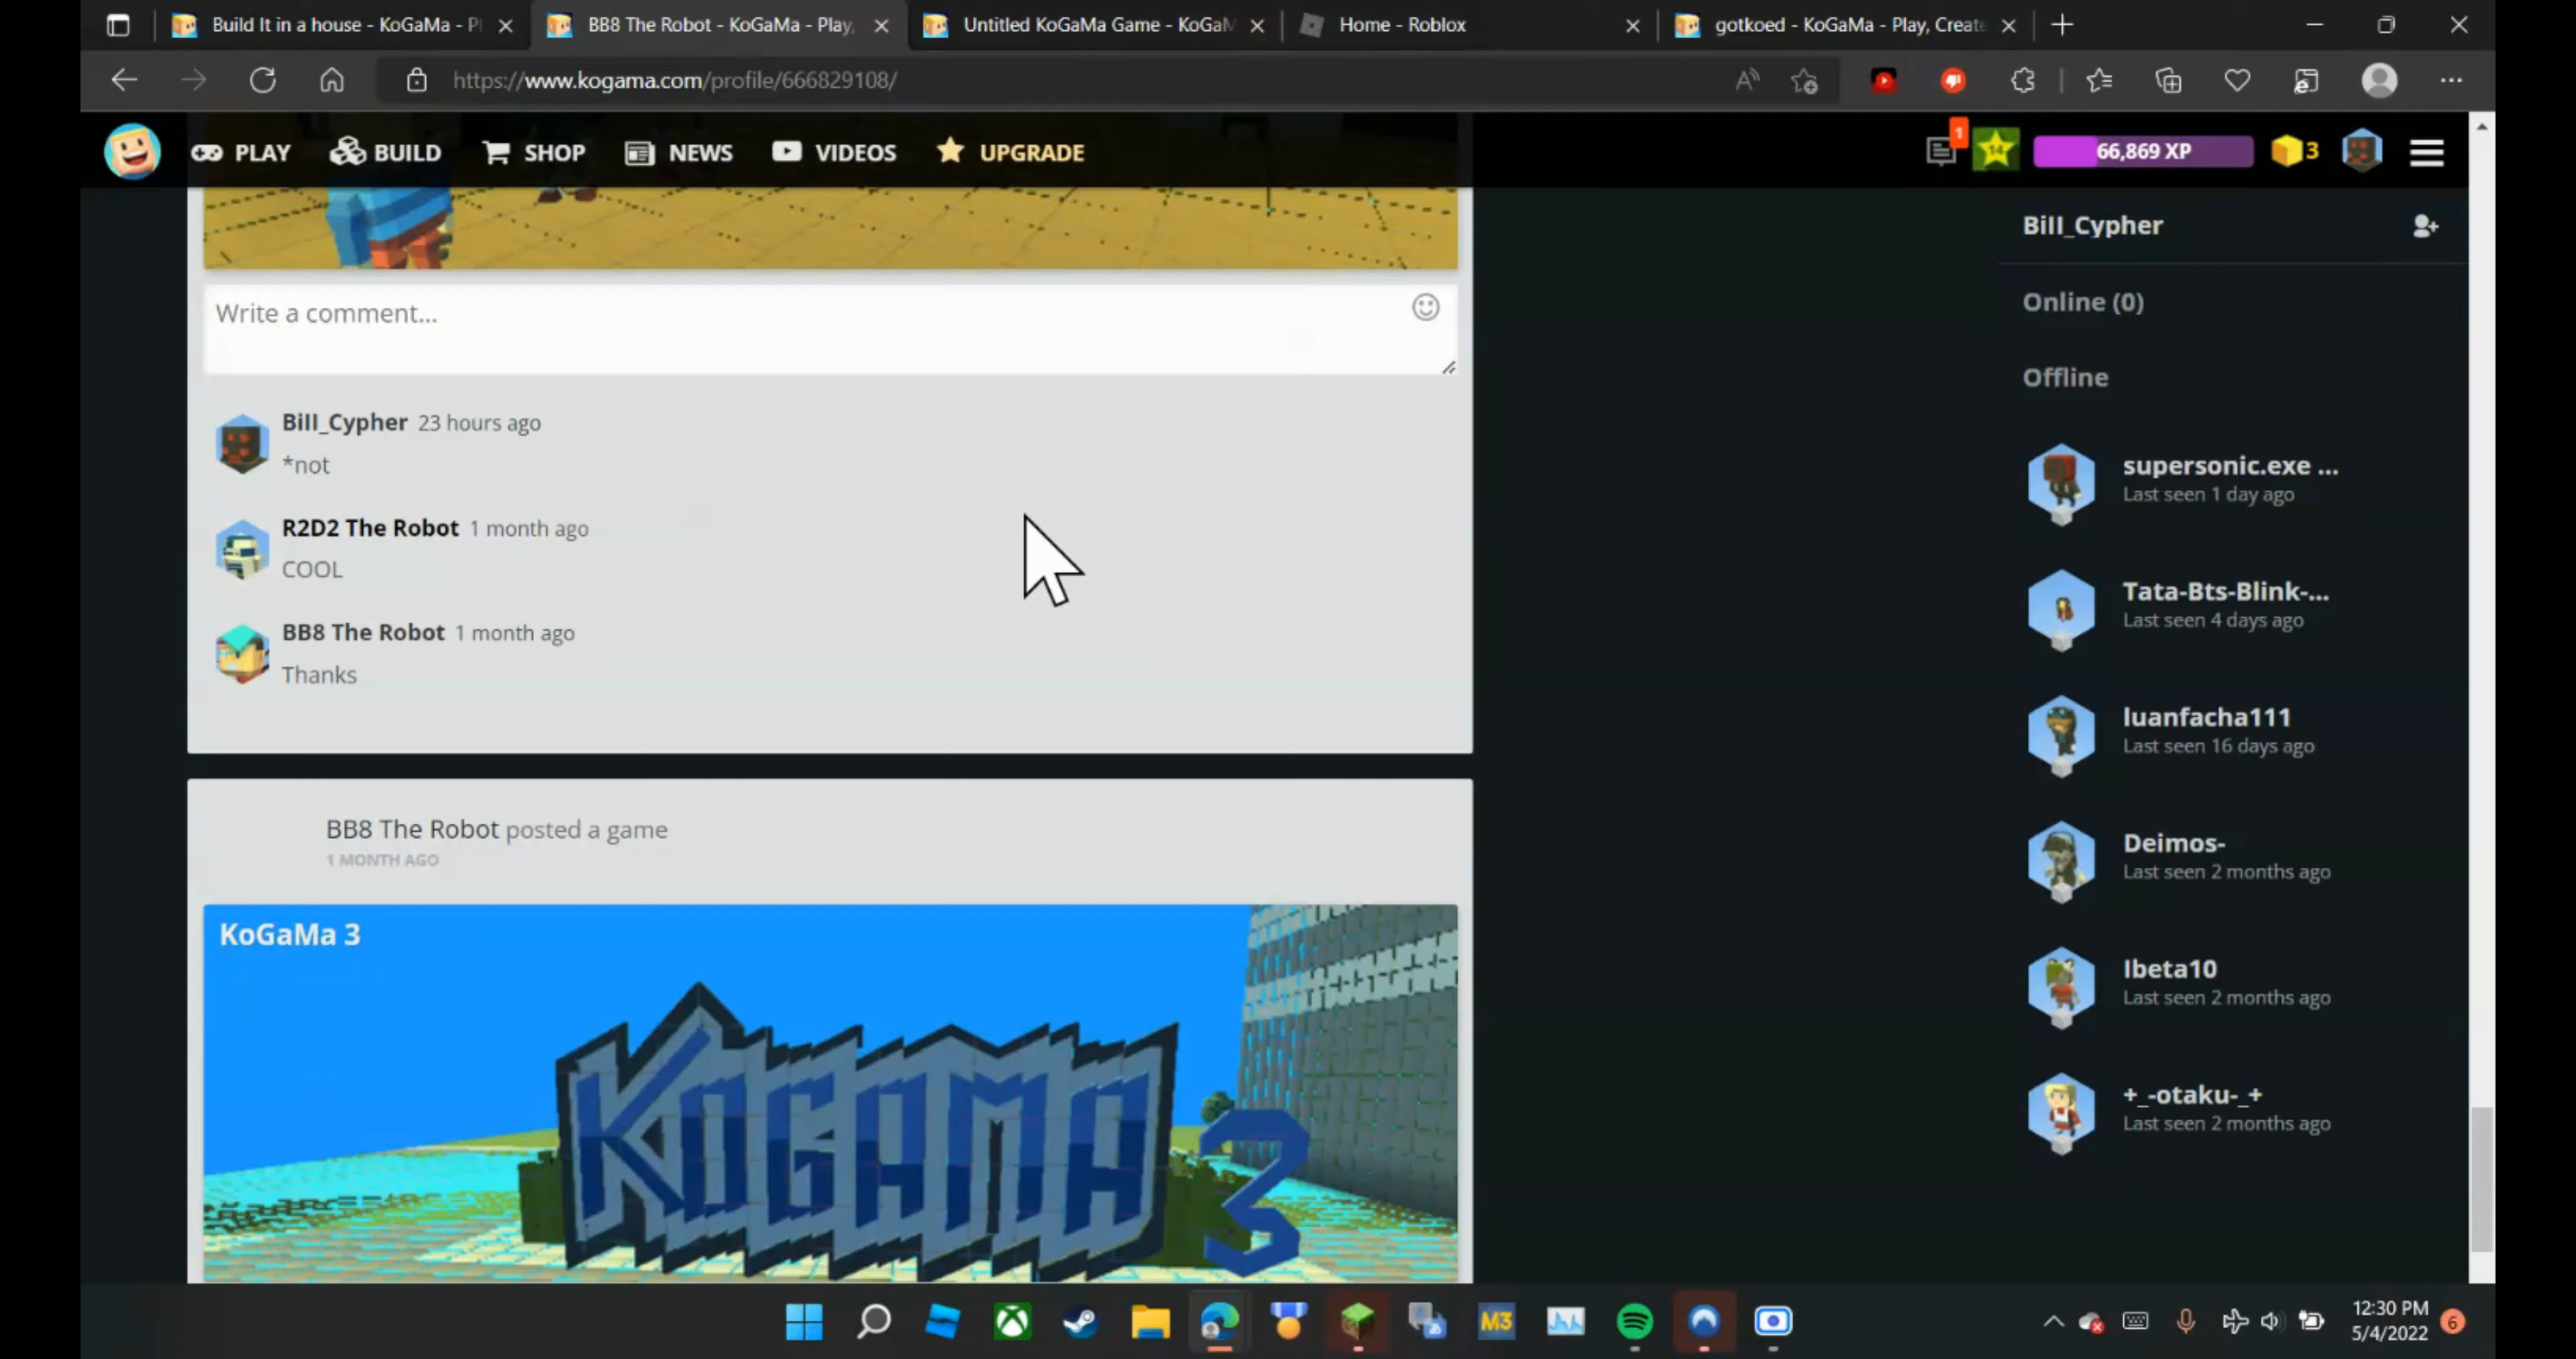 Build It in a house - KoGaMa - Pl
BB8 The Robot - KoGaMa - Play,
Untitled KoGaMa Game - KoGaM
Home - Roblox
gotkoed - KoGaMa - Play, Create
https://www.kogama.com/profile/666829108/
PLAY
BUILD
SHOP
NEWS
VIDEOS
UPGRADE
1
14
66,869 XP
3
Bill_Cypher
Online (0)
Offline
supersonic.exe ...
Last seen 1 day ago
Tata-Bts-Blink-...
Last seen 4 days ago
luanfacha111
Last seen 16 days ago
Deimos-
Last seen 2 months ago
Ibeta10
Last seen 2 months ago
+_-otaku-_+
Last seen 2 months ago
Write a comment...
Bill_Cypher 23 hours ago
*not
R2D2 The Robot 1 month ago
COOL
BB8 The Robot 1 month ago
Thanks
BB8 The Robot posted a game
1 MONTH AGO
KoGaMa 3
KOGAMA 3
M3
12:30 PM
5/4/2022
6